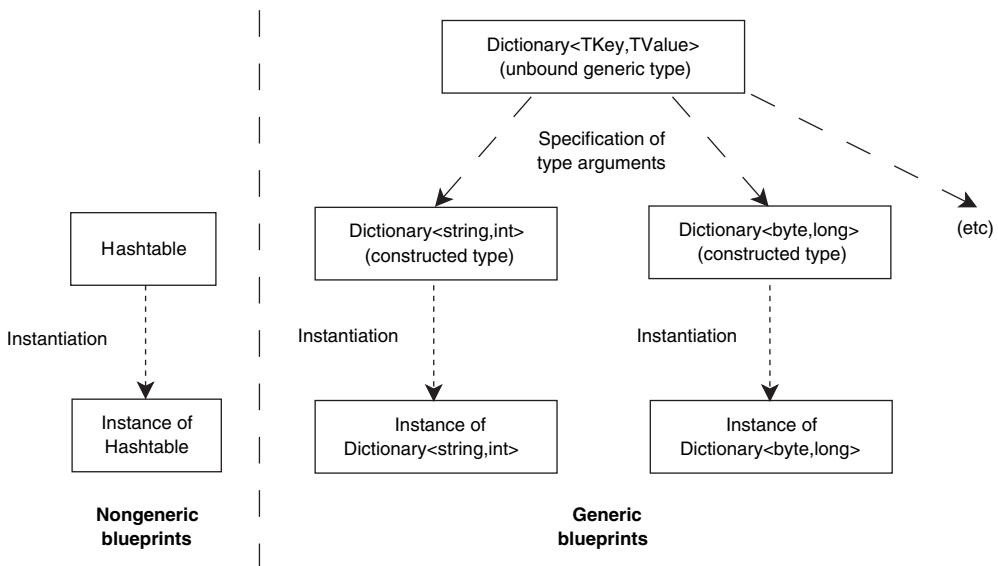 Dictionary<TKey,TValue>
(unbound generic type)
Specification of
type arguments
Hashtable
Dictionary<string,int>
(constructed type)
Dictionary<byte,long>
(constructed type)
(etc)
Instantiation
Instantiation
Instantiation
Instance of
Hashtable
Instance of
Dictionary<string,int>
Instance of
Dictionary<byte,long>
Nongeneric
blueprints
Generic
blueprints